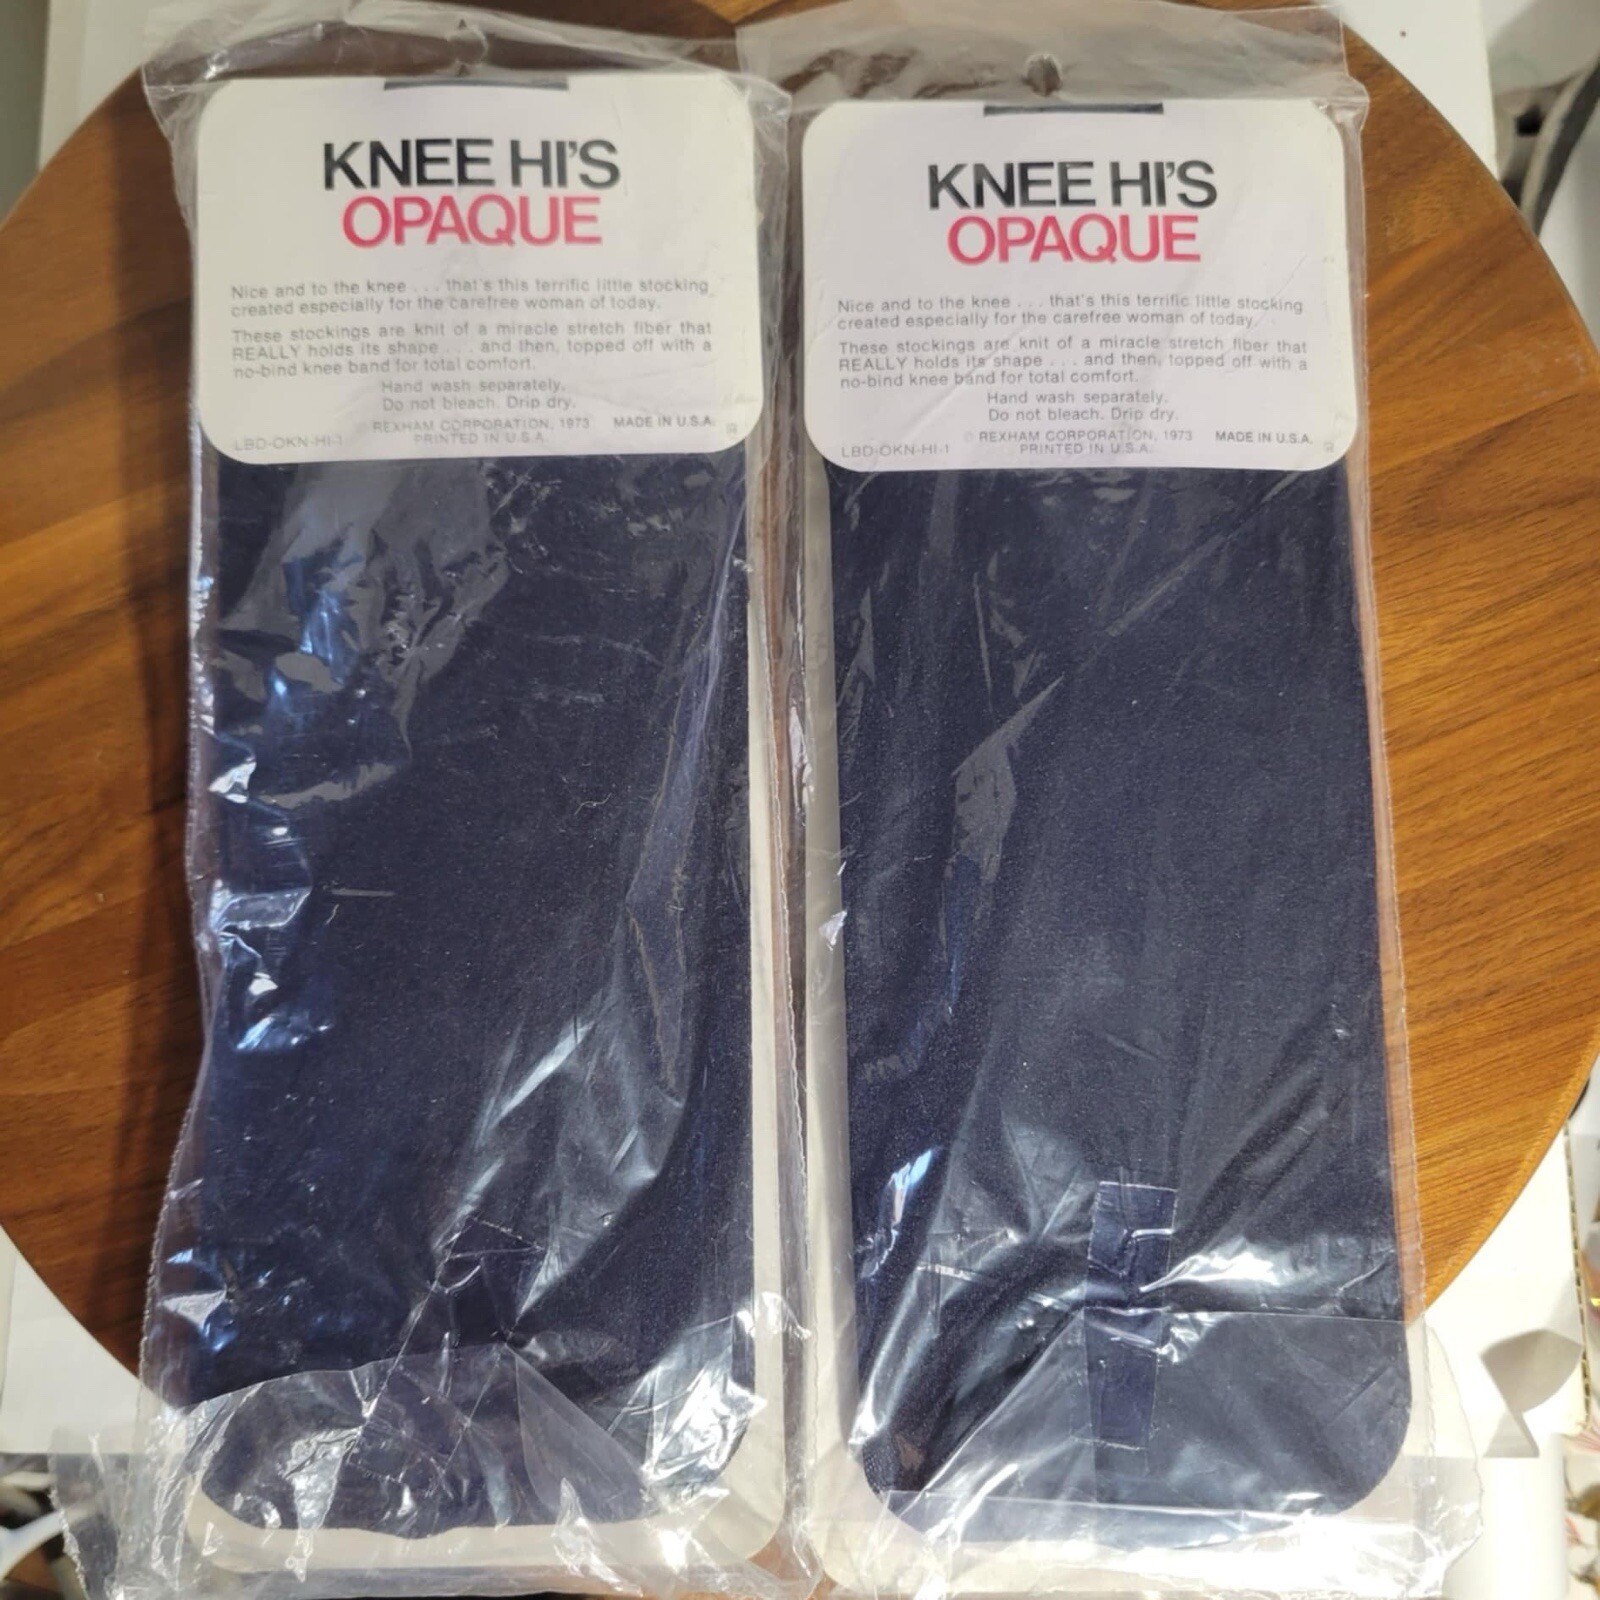 KNEE HI'S
OPAQUE
Nice and to the knee . . . that's this terrific little stocking
created especially for the carefree woman of today.
These stockings are knit of a miracle stretch fiber that
REALLY holds its shape . . . and then, topped off with a
no-bind knee band for total comfort.
Hand wash separately.
Do not bleach. Drip dry.
© REXHAM CORPORATION, 1973 MADE IN U.S.A.
LBD-OKN-HI-1 PRINTED IN U.S.A.
KNEE HI'S
OPAQUE
Nice and to the knee . . . that's this terrific little stocking
created especially for the carefree woman of today.
These stockings are knit of a miracle stretch fiber that
REALLY holds its shape . . . and then, topped off with a
no-bind knee band for total comfort.
Hand wash separately.
Do not bleach. Drip dry.
© REXHAM CORPORATION, 1973 MADE IN U.S.A.
LBD-OKN-HI-1 PRINTED IN U.S.A.